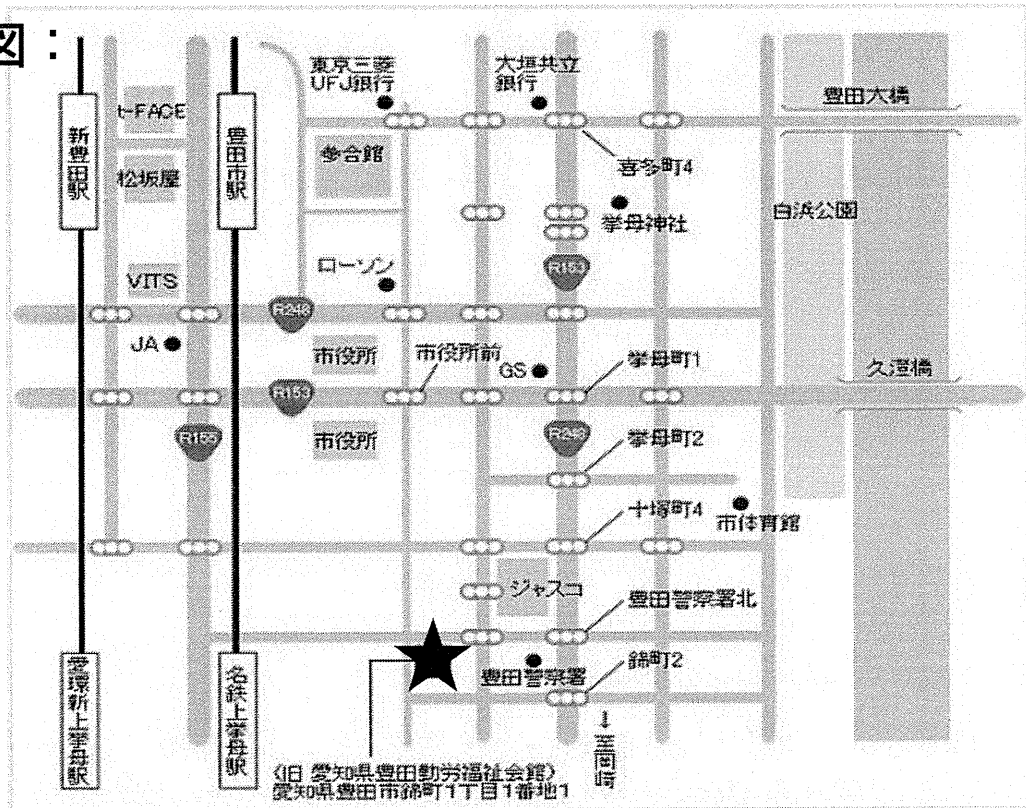 図：
東京三菱
UFJ銀行
大垣共立
銀行
豊田大橋
t-FACE
新豊田駅
豊田市駅
参合館
松坂屋
喜多町4
白浜公園
挙母神社
ローソン
VITS
R153
R248
JA
市役所
市役所前
GS
挙母町1
久澄橋
R153
R155
市役所
R248
挙母町2
十塚町4
市体育館
ジャスコ
豊田警察署北
愛環新上挙母駅
名鉄上挙母駅
豊田警察署
錦町2
↓至岡崎
〈旧 愛知県豊田勤労福祉会館〉
愛知県豊田市錦町1丁目1番地1